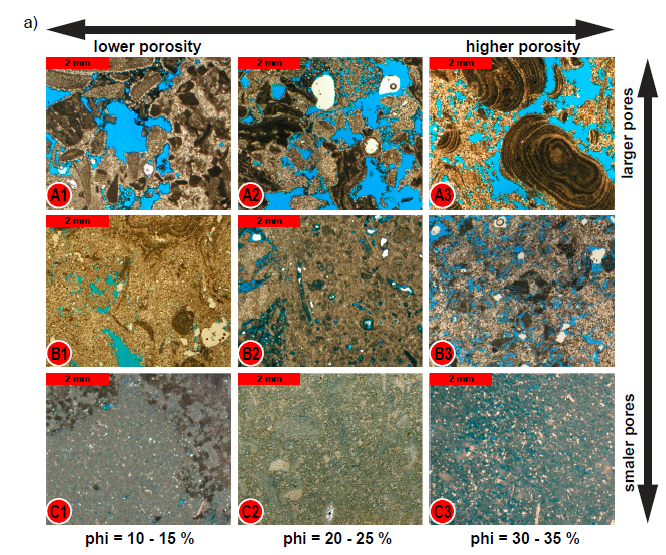 a)
lower porosity
higher porosity
2 mm
2 mm
2 mm
A1
A2
A3
larger pores
2 mm
2 mm
2 mm
B1
B2
B3
2 mm
2 mm
2 mm
C1
C2
C3
smaler pores
phi = 10 - 15 %
phi = 20 - 25 %
phi = 30 - 35 %